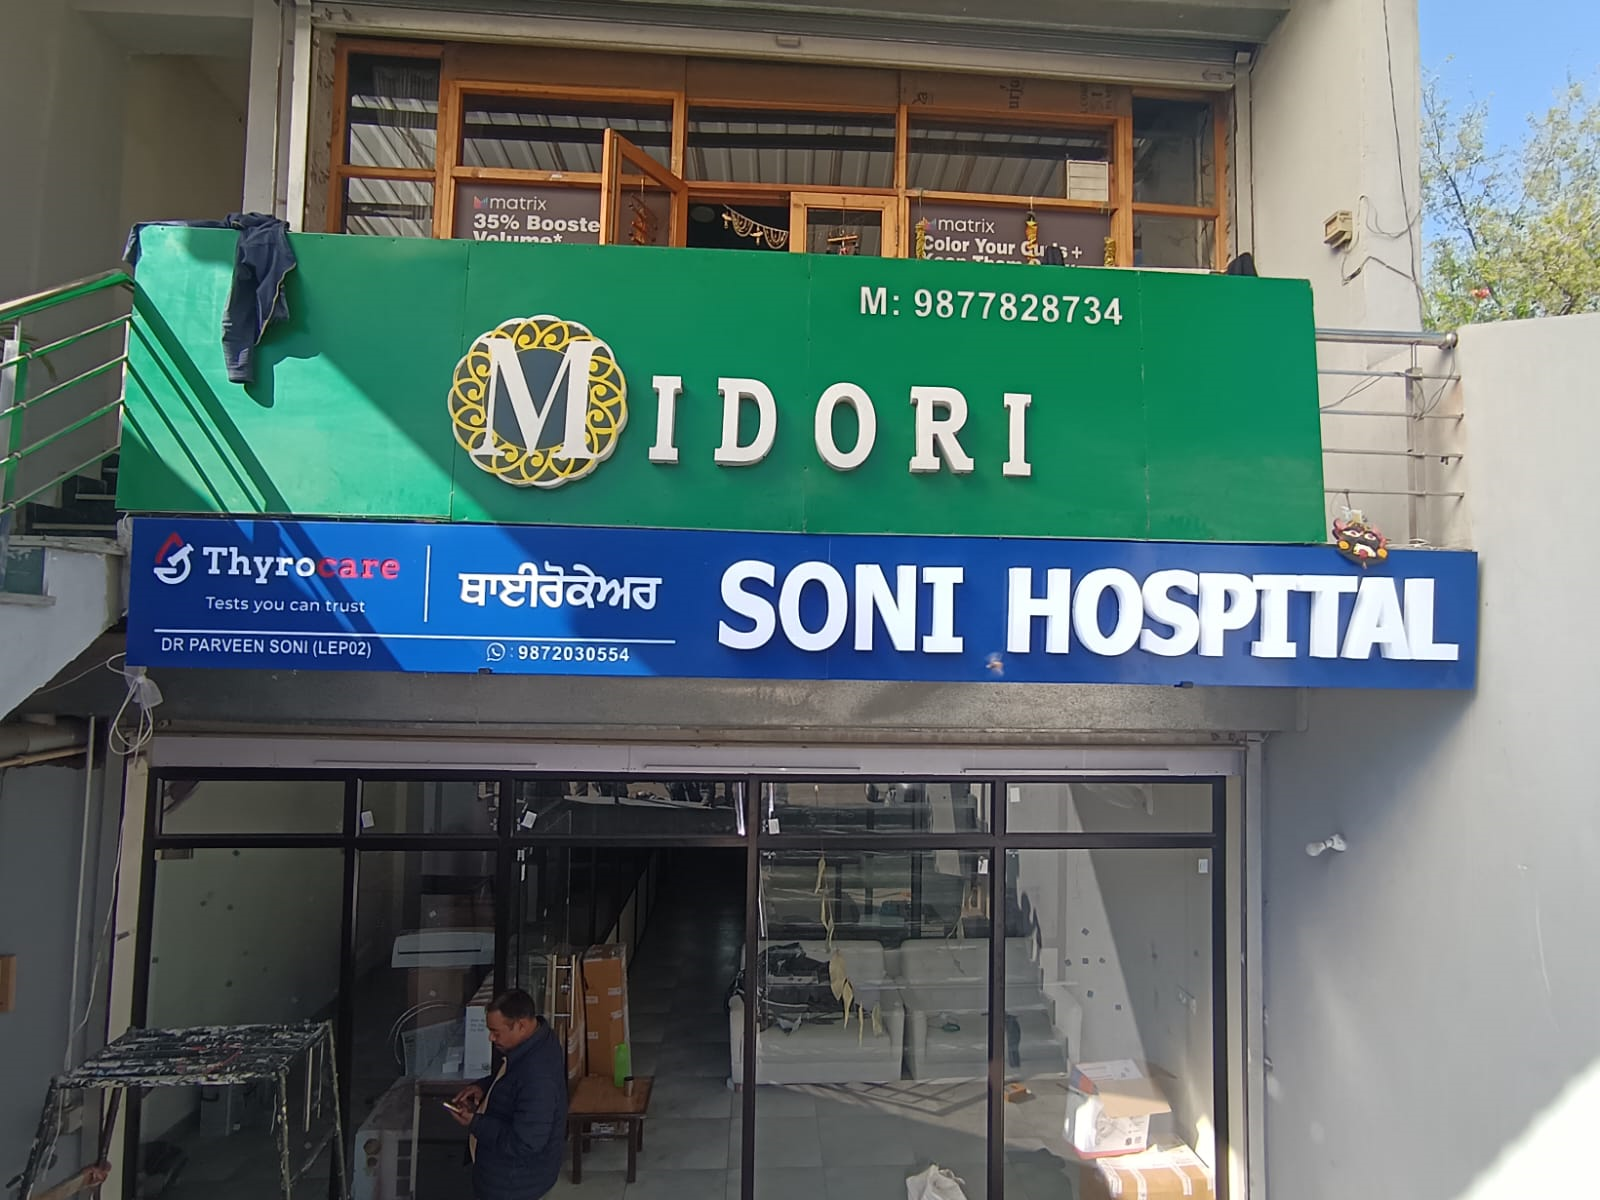 matrix
35% Booste
Volume*
matrix
Color Your Curls +
M: 9877828734
MIDORI
Thyrocare
Tests you can trust
ਥਾਈਰੋਕੇਅਰ
SONI HOSPITAL
DR PARVEEN SONI (LEP02)
: 9872030554